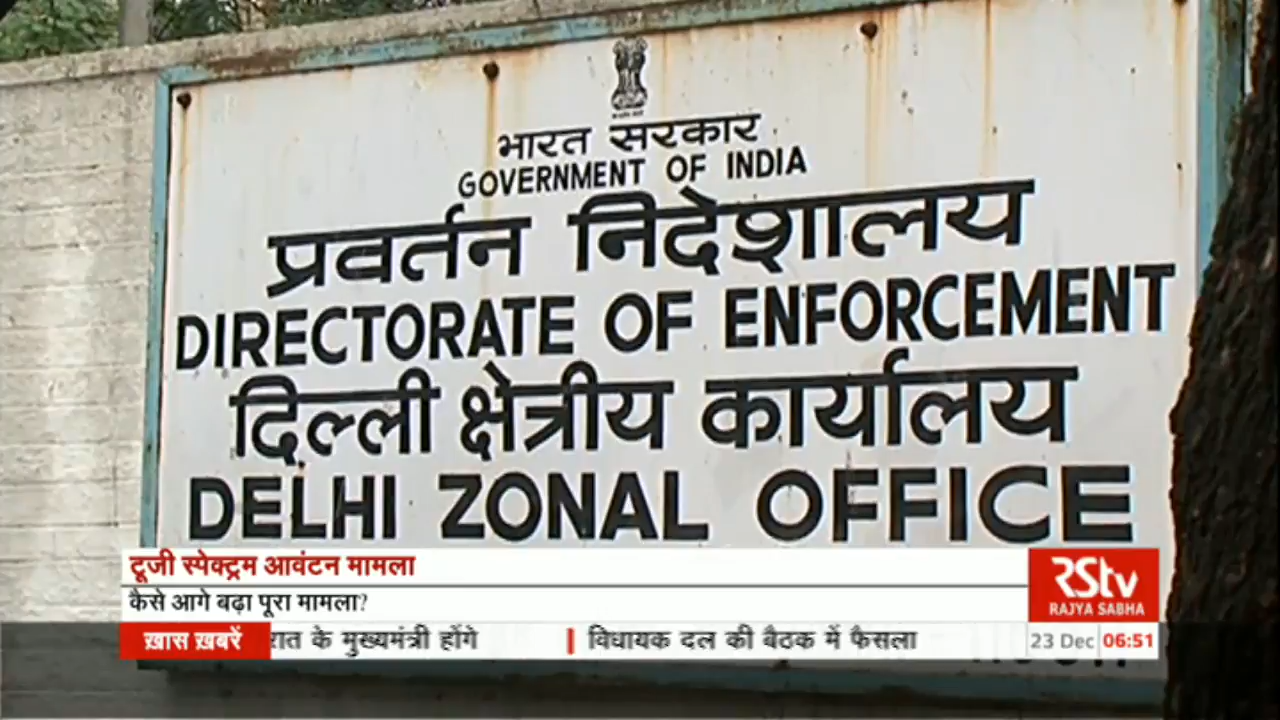 भारत सरकार
GOVERNMENT OF INDIA
प्रवर्तन निदेशालय
DIRECTORATE OF ENFORCEMENT
दिल्ली क्षेत्रीय कार्यालय
DELHI ZONAL OFFICE
टूजी स्पेक्ट्रम आवंटन मामला
कैसे आगे बढ़ा पूरा मामला?
RStv
RAJYA SABHA
ख़ास ख़बरें रात के मुख्यमंत्री होंगे | विधायक दल की बैठक में फैसला 23 Dec 06:51